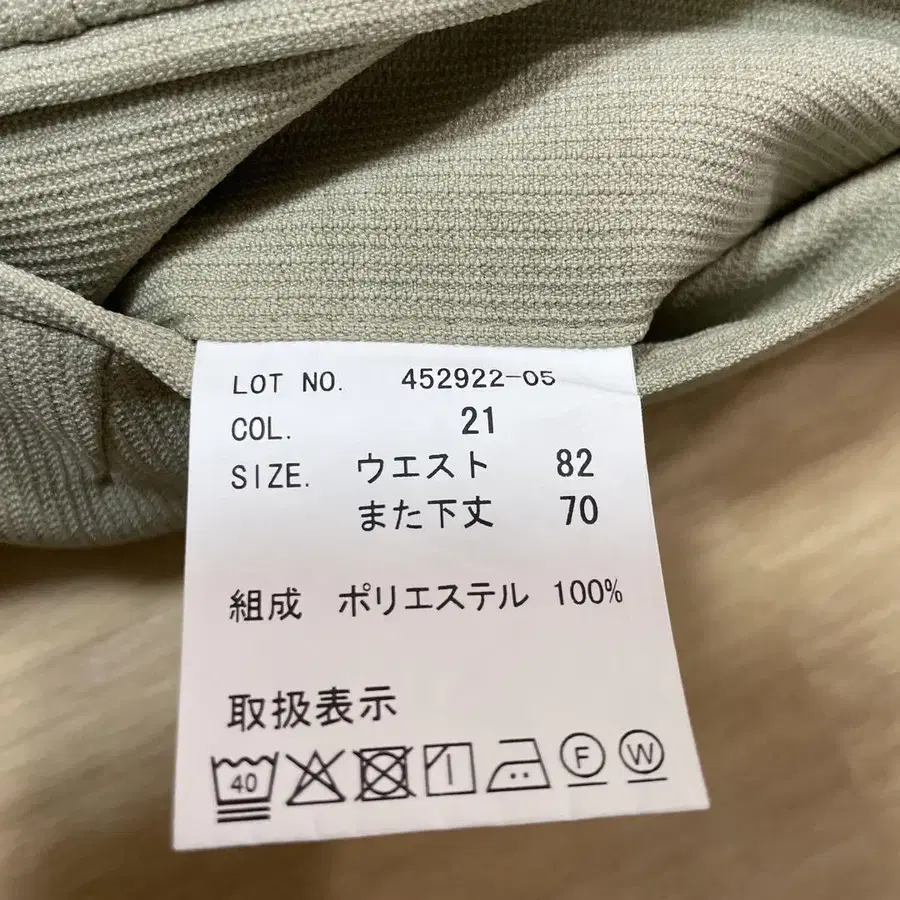 LOT NO. 452922-05
COL. 21
SIZE. ウエスト 82
また下丈 70
組成 ポリエステル 100%
取扱表示
40 F W